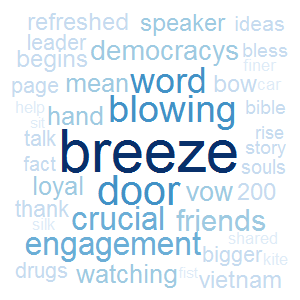 refreshed speaker ideas
leader democracys bless
begins finer
page mean word bow car
hand blowing bible
help
sit rise
talk breeze story
fact souls
loyal door vow 200
thank crucial friends
silk shared
engagement bigger kite
drugs watching fist vietnam